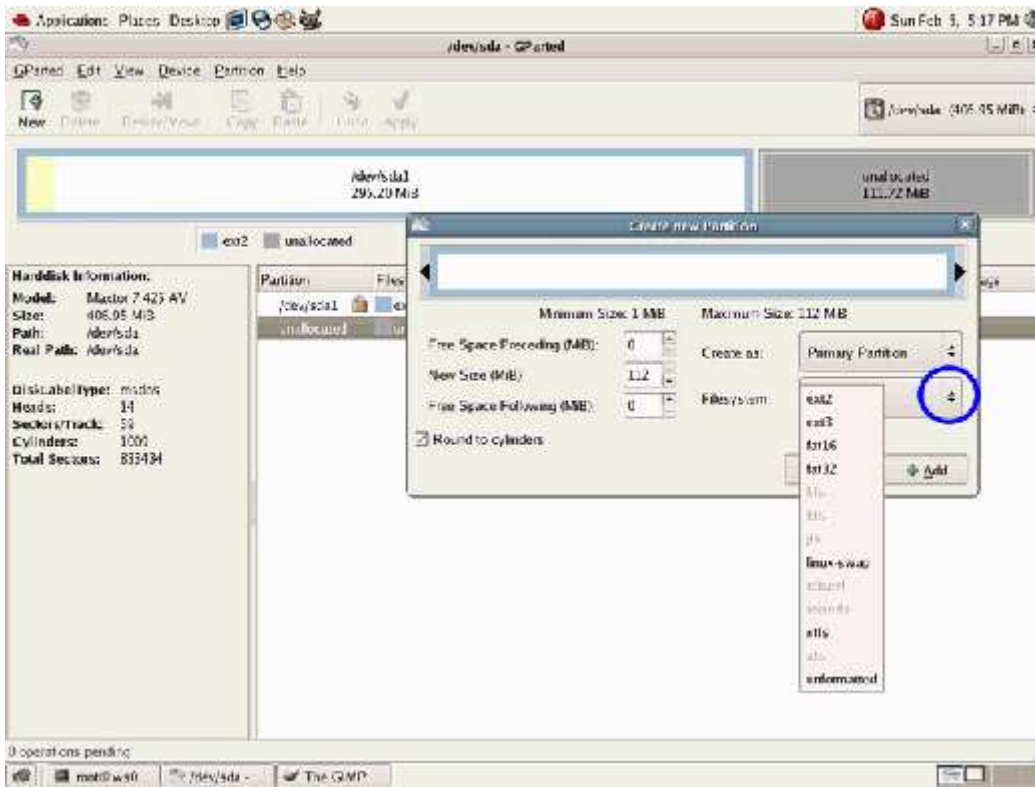 Applications Places Desktop
Sun Feb 5, 5:17 PM
/dev/sda - GParted
GParted Edit View Device Partition Help
New Delete Resize/Move Copy Paste Undo Apply
/dev/sda (406.95 MiB)
/dev/sda1
295.20 MiB
unallocated
111.72 MiB
ext2 unallocated
Create new Partition
Harddisk Information:
Model: Maxtor 7 425 AV
Size: 406.95 MiB
Path: /dev/sda
Real Path: /dev/sda
DiskLabelType: msdos
Heads: 14
Sectors/Track: 59
Cylinders: 1009
Total Sectors: 833434
Partition
/dev/sda1
unallocated
Minimum Size: 1 MiB Maximum Size: 112 MiB
Free Space Preceding (MiB): 0
New Size (MiB): 112
Free Space Following (MiB): 0
Round to cylinders
Create as: Primary Partition
Filesystem:
ext2
ext3
fat16
fat32
hfs
jfs
linux-swap
reiserfs
xfs
unformatted
Add
0 operations pending
/dev/sda -
The GIMP